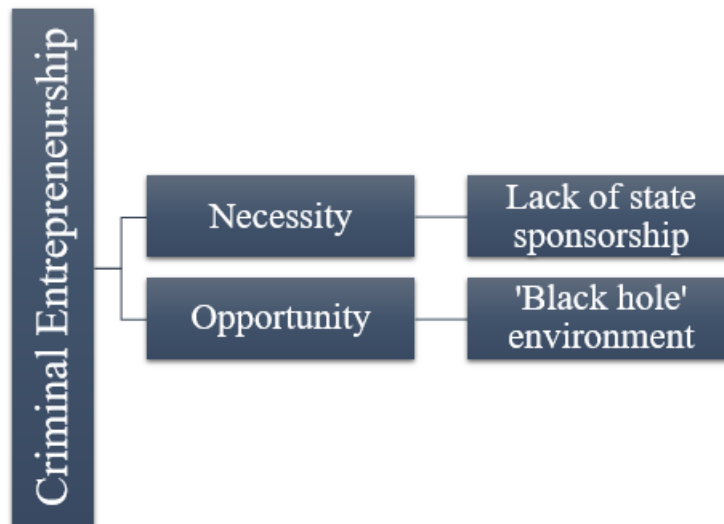 Criminal Entrepreneurship
Necessity
Lack of state
sponsorship
Opportunity
'Black hole'
environment